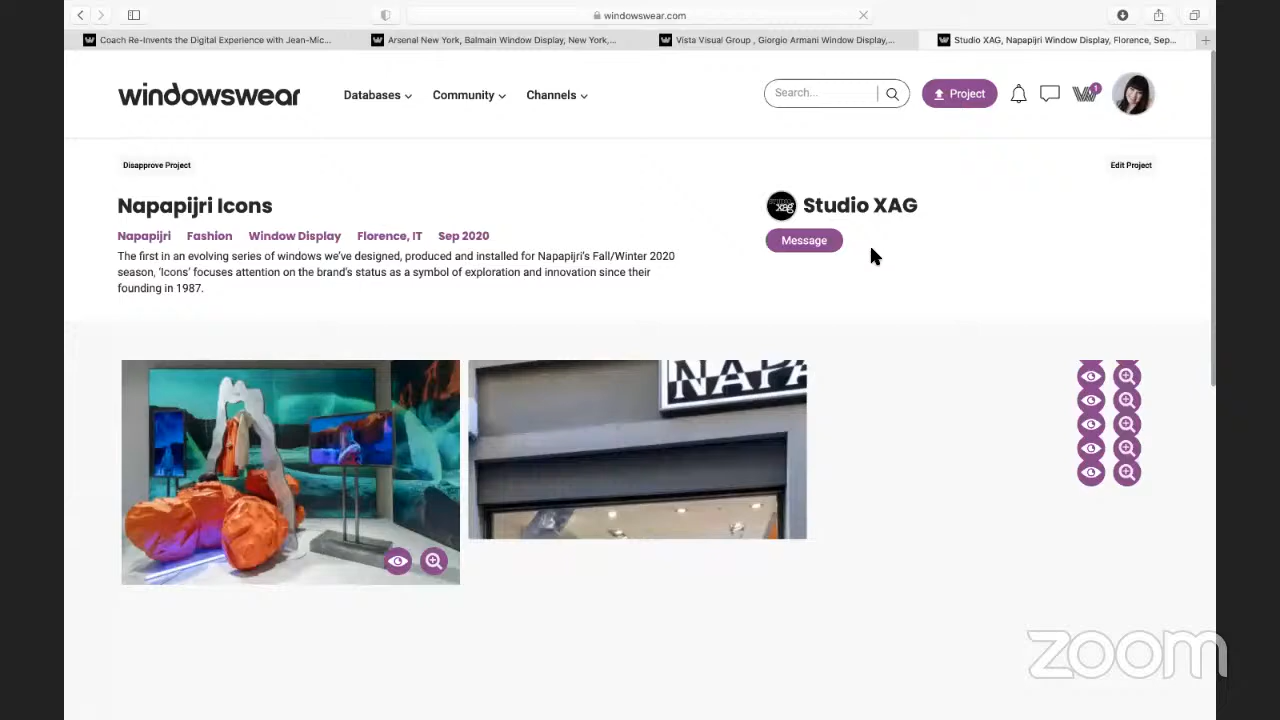 windowswear.com
Coach Re-Invents the Digital Experience with Jean-Mic...
Arsenal New York, Balmain Window Display, New York,...
Vista Visual Group , Giorgio Armani Window Display,...
Studio XAG, Napapijri Window Display, Florence, Sep...
windowswear
Databases
Community
Channels
Search...
Project
1
Disapprove Project
Edit Project
Napapijri Icons
xag
Studio XAG
Napapijri Fashion Window Display Florence, IT Sep 2020
Message
The first in an evolving series of windows we've designed, produced and installed for Napapijri's Fall/Winter 2020
season, 'Icons' focuses attention on the brand's status as a symbol of exploration and innovation since their
founding in 1987.
NAPA
zoom